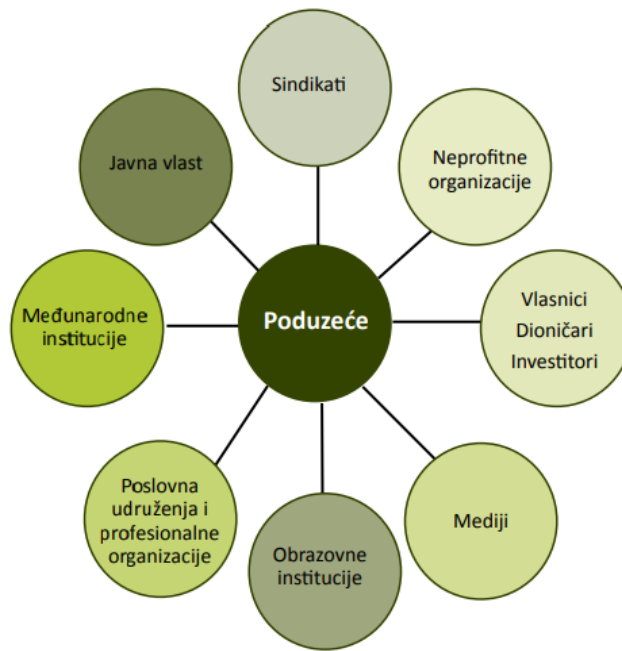 Sindikati
Javna vlast
Neprofitne
organizacije
Međunarodne
institucije
Poduzeće
Vlasnici
Dioničari
Investitori
Poslovna
udruženja i
profesionalne
organizacije
Obrazovne
institucije
Mediji